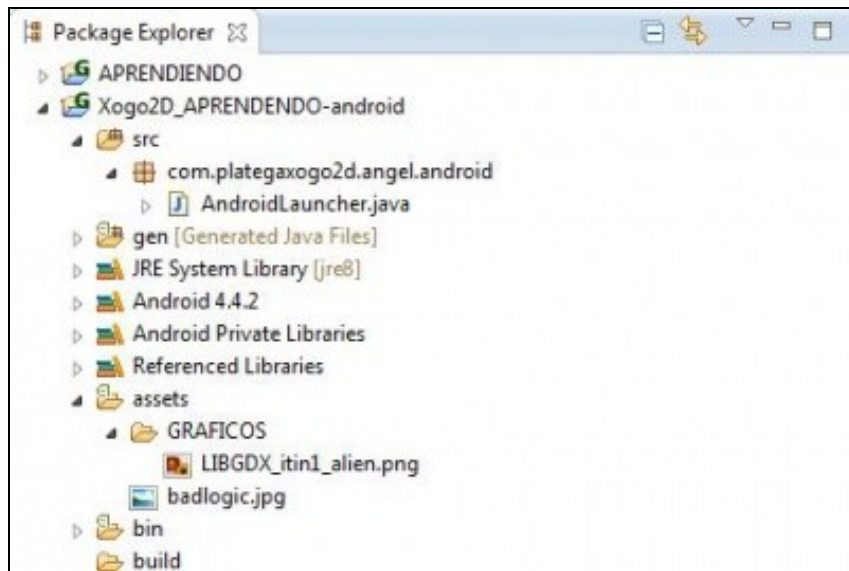 Package Explorer
APRENDIENDO
Xogo2D_APRENDENDO-android
src
com.plategaxogo2d.angel.android
AndroidLauncher.java
gen [Generated Java Files]
JRE System Library [jre8]
Android 4.4.2
Android Private Libraries
Referenced Libraries
assets
GRAFICOS
LIBGDX_itin1_alien.png
badlogic.jpg
bin
build